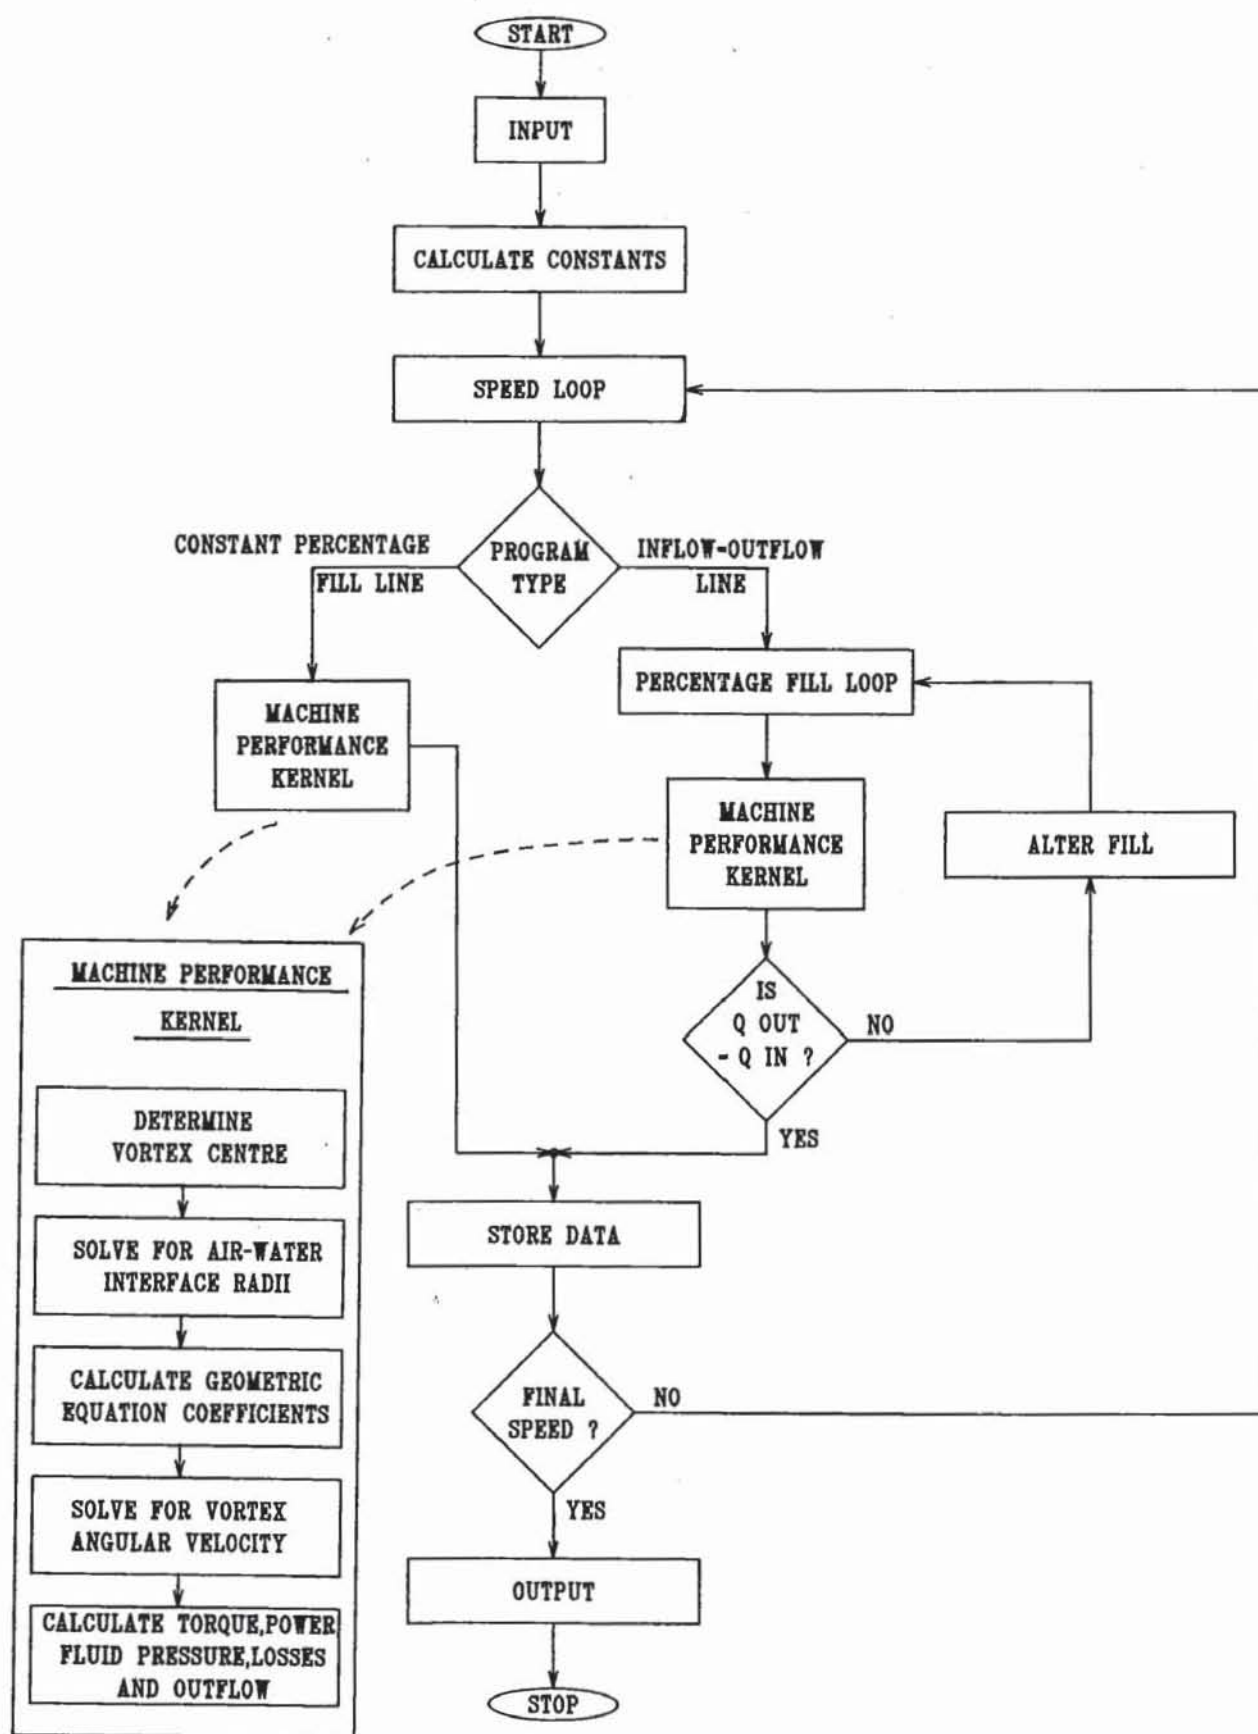 START
INPUT
CALCULATE CONSTANTS
SPEED LOOP
PROGRAM
TYPE
CONSTANT PERCENTAGE
FILL LINE
INFLOW-OUTFLOW
LINE
MACHINE
PERFORMANCE
KERNEL
PERCENTAGE FILL LOOP
MACHINE
PERFORMANCE
KERNEL
ALTER FILL
IS
Q OUT
- Q IN ?
NO
YES
MACHINE PERFORMANCE
KERNEL
DETERMINE
VORTEX CENTRE
SOLVE FOR AIR-WATER
INTERFACE RADII
CALCULATE GEOMETRIC
EQUATION COEFFICIENTS
SOLVE FOR VORTEX
ANGULAR VELOCITY
CALCULATE TORQUE,POWER
FLUID PRESSURE,LOSSES
AND OUTFLOW
STORE DATA
FINAL
SPEED ?
NO
YES
OUTPUT
STOP